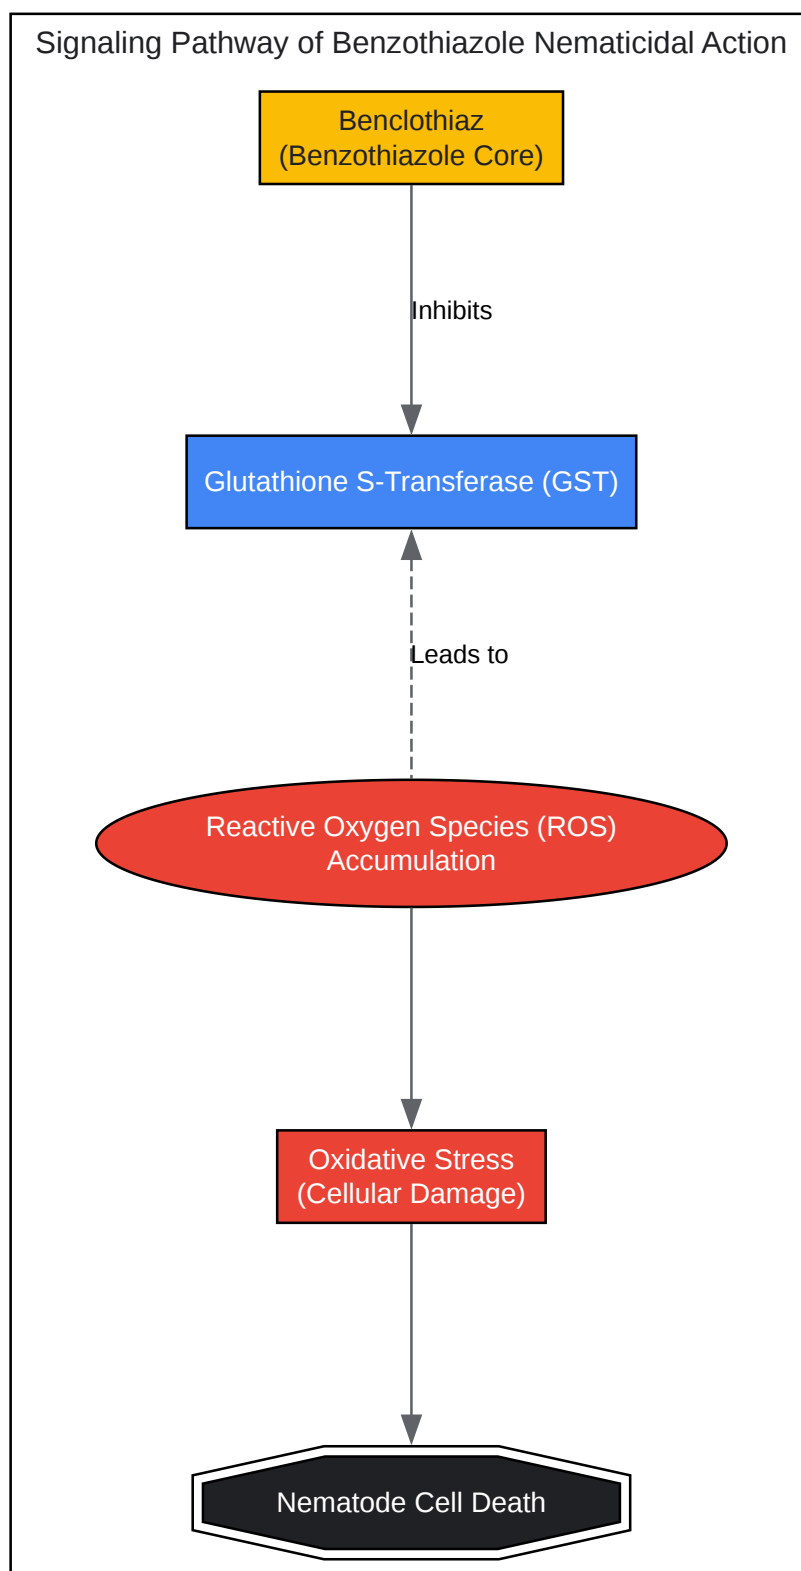 Signaling Pathway of Benzothiazole Nematicidal Action
Benclothiaz
(Benzothiazole Core)
Inhibits
Glutathione S-Transferase (GST)
Leads to
Reactive Oxygen Species (ROS)
Accumulation
Oxidative Stress
(Cellular Damage)
Nematode Cell Death